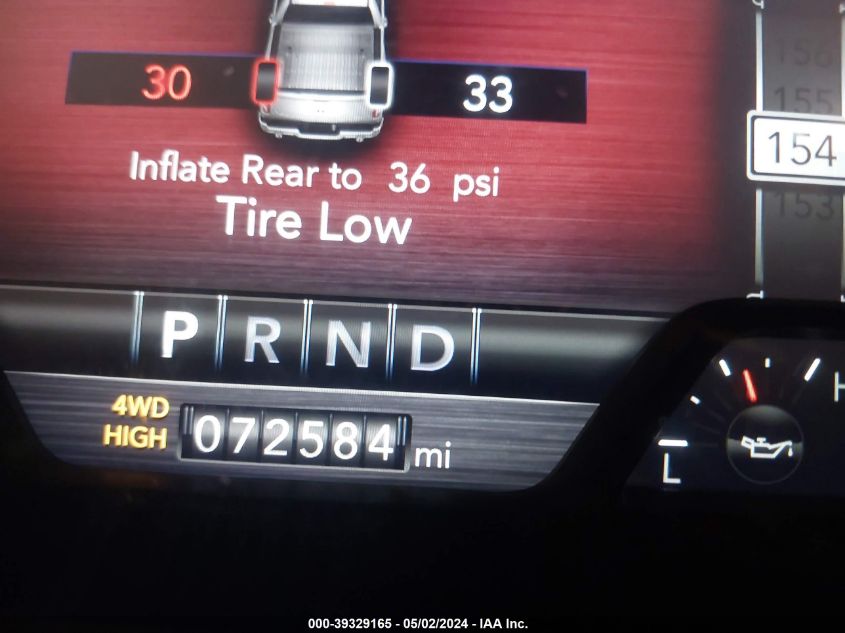 156
155
30
33
154
Inflate Rear to 36 psi
153
Tire Low
P R N D
H
4WD
HIGH
072584 mi
L
000-39329165 - 05/02/2024 - IAA Inc.